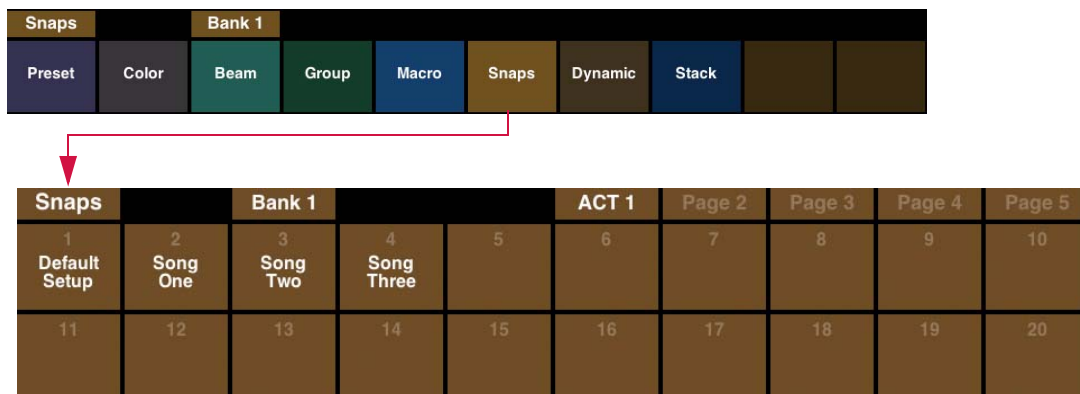 Snaps Bank 1
Preset Color Beam Group Macro Snaps Dynamic Stack
Snaps Bank 1 ACT 1 Page 2 Page 3 Page 4 Page 5
1 2 3 4 5 6 7 8 9 10
Default Song Song Song
Setup One Two Three
11 12 13 14 15 16 17 18 19 20